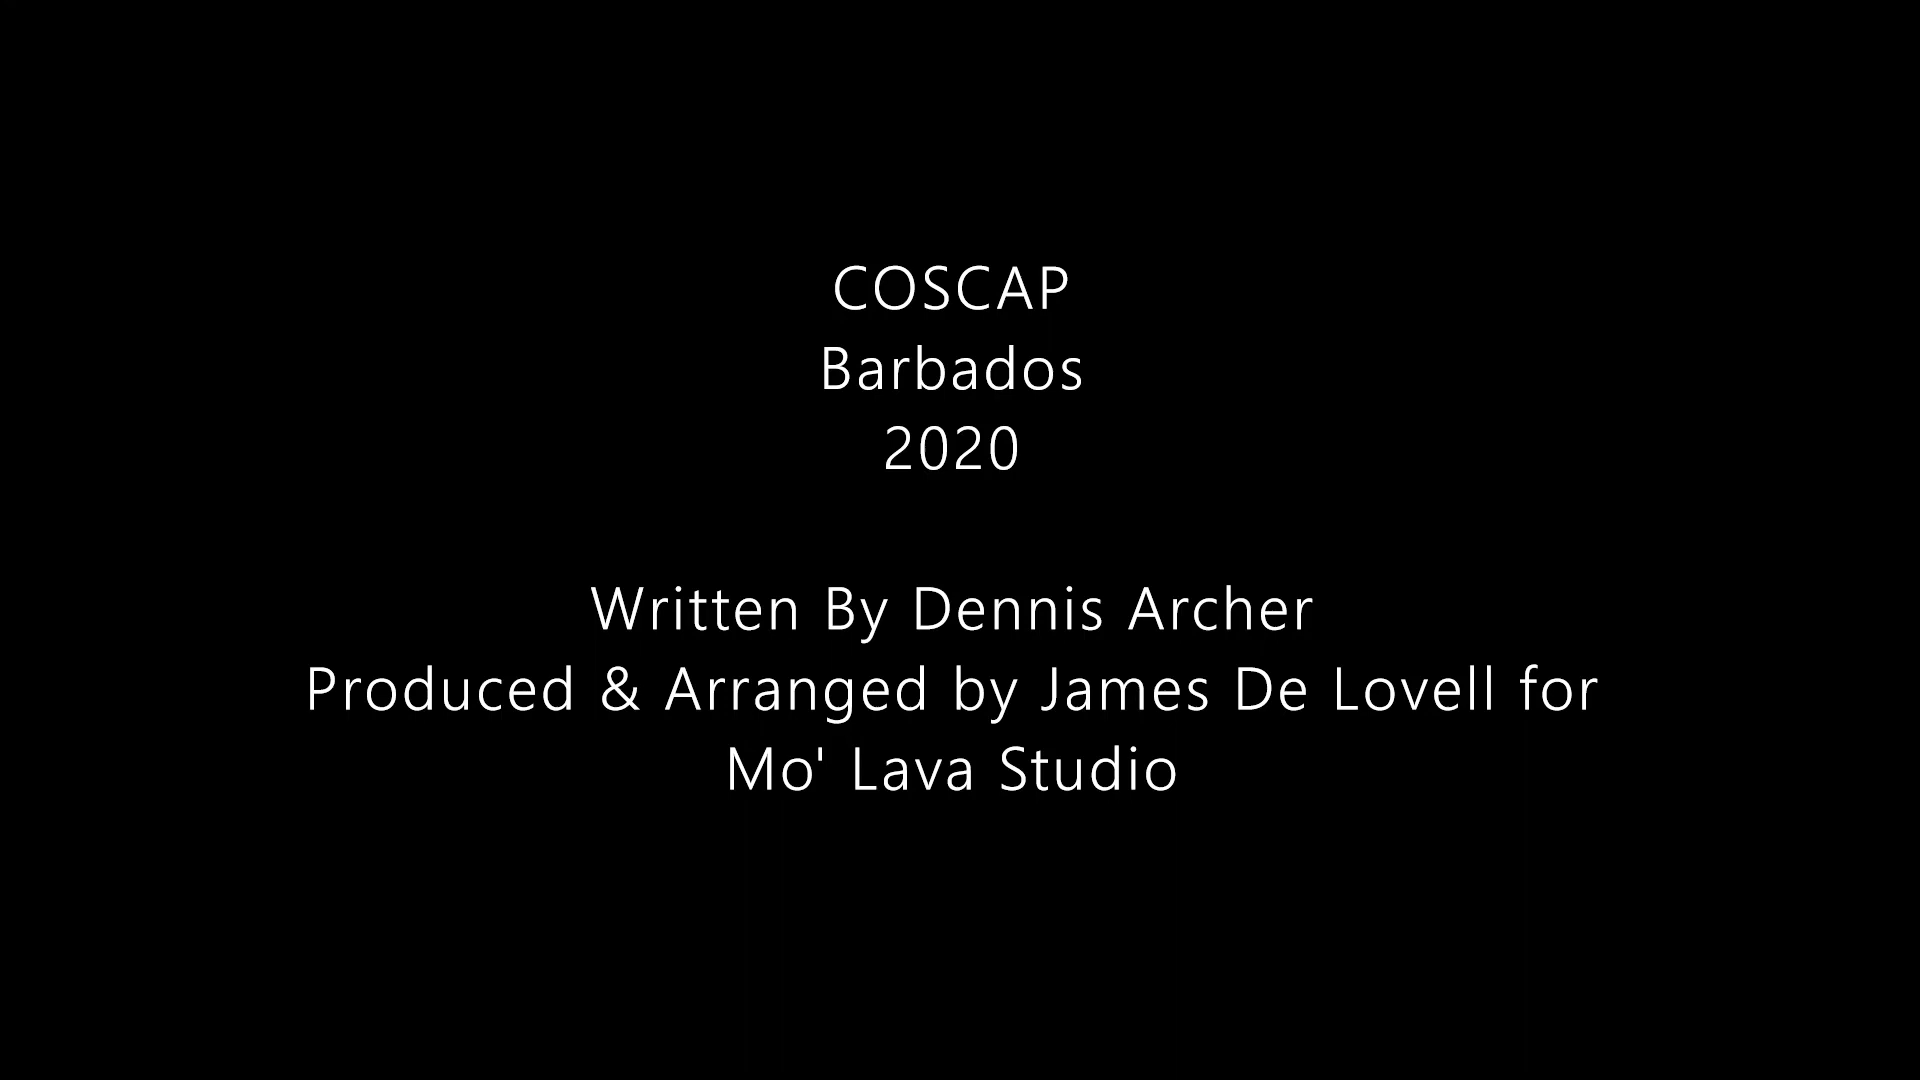 COSCAP
Barbados
2020
Written By Dennis Archer
Produced & Arranged by James De Lovell for
Mo' Lava Studio